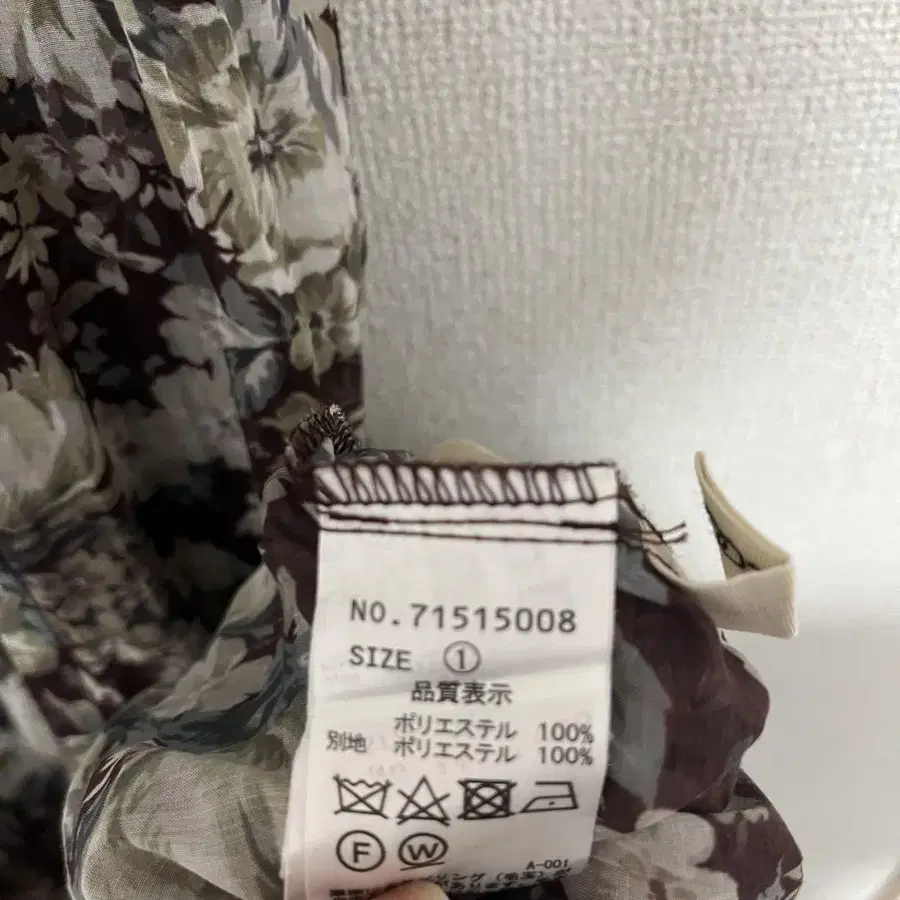 NO.71515008
SIZE ①
品質表示
ポリエステル 100%
別地 ポリエステル 100%
F W
A-001